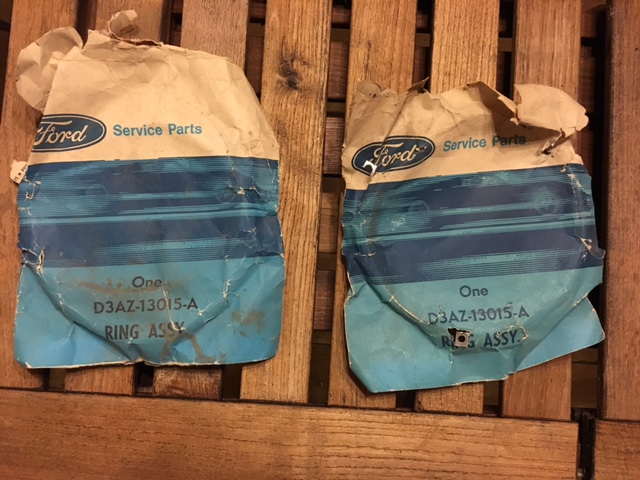 Ford Service Parts
One
D3AZ-13015-A
RING ASSY.
Ford Service Parts
One
D3AZ-13015-A
RING ASSY.